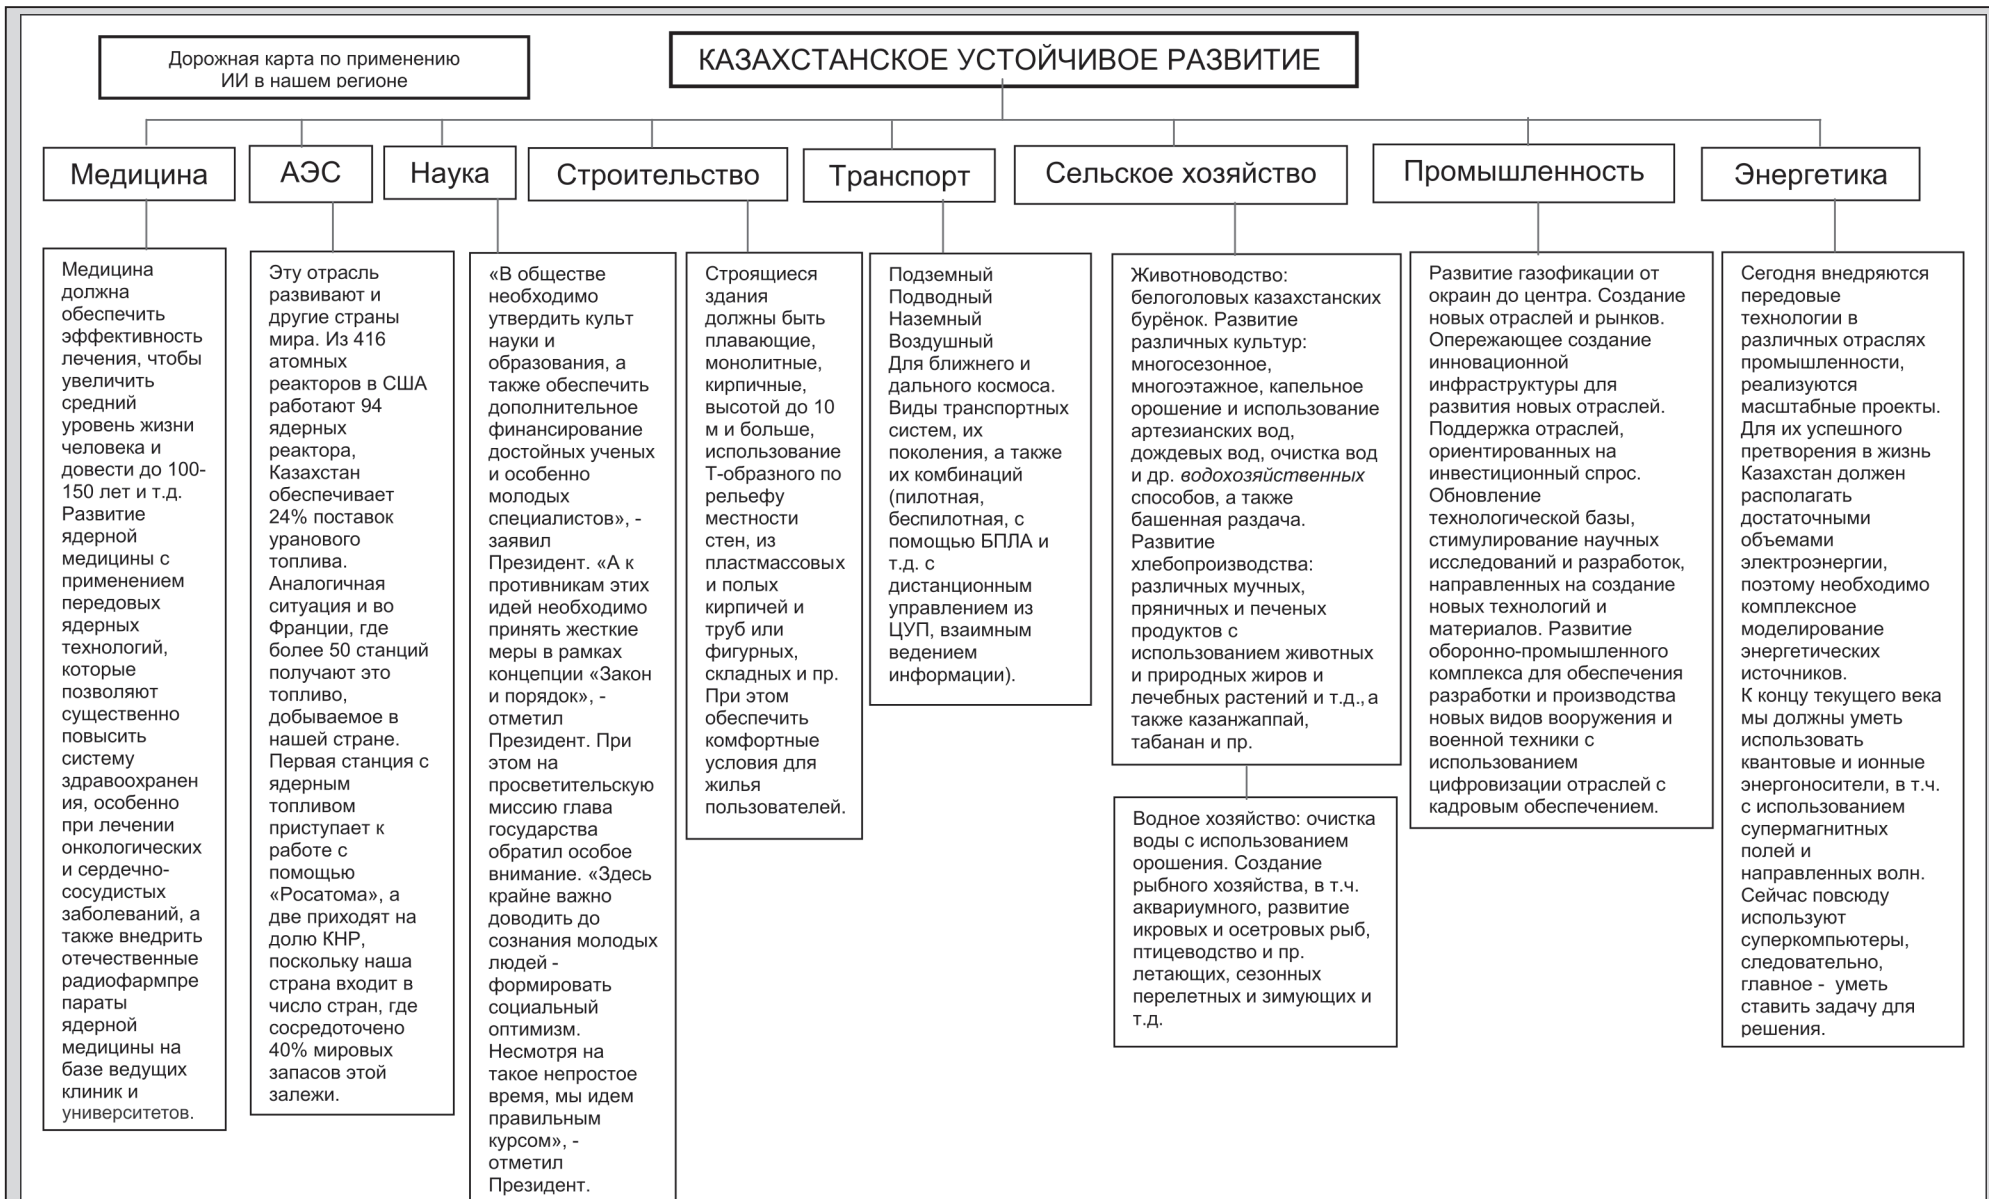 Дорожная карта по применению
ИИ в нашем регионе
КАЗАХСТАНСКОЕ УСТОЙЧИВОЕ РАЗВИТИЕ
Медицина
АЭС
Наука
Строительство
Транспорт
Сельское хозяйство
Промышленность
Энергетика
Медицина
должна
обеспечить
эффективность
лечения, чтобы
увеличить
средний
уровень жизни
человека и
довести до 100-
150 лет и т.д.
Развитие
ядерной
медицины с
применением
передовых
ядерных
технологий,
которые
позволяют
существенно
повысить
систему
здравоохранен
ия, особенно
при лечении
онкологических
и сердечно-
сосудистых
заболеваний, а
также внедрить
отечественные
радиофармпре
параты
ядерной
медицины на
базе ведущих
клиник и
университетов.
Эту отрасль
развивают и
другие страны
мира. Из 416
атомных
реакторов в США
работают 94
ядерных
реактора,
Казахстан
обеспечивает
24% поставок
уранового
топлива.
Аналогичная
ситуация и во
Франции, где
более 50 станций
получают это
топливо,
добываемое в
нашей стране.
Первая станция с
ядерным
топливом
приступает к
работе с
помощью
«Росатома», а
две приходят на
долю КНР,
поскольку наша
страна входит в
число стран, где
сосредоточено
40% мировых
запасов этой
залежи.
«В обществе
необходимо
утвердить культ
науки и
образования, а
также обеспечить
дополнительное
финансирование
достойных ученых
и особенно
молодых
специалистов», -
заявил
Президент. «А к
противникам этих
идей необходимо
принять жесткие
меры в рамках
концепции «Закон
и порядок», -
отметил
Президент. При
этом на
просветительскую
миссию глава
государства
обратил особое
внимание. «Здесь
крайне важно
доводить до
сознания молодых
людей -
формировать
социальный
оптимизм.
Несмотря на
такое непростое
время, мы идем
правильным
курсом», -
отметил
Президент.
Строящиеся
здания
должны быть
плавающие,
монолитные,
кирпичные,
высотой до 10
м и больше,
использование
Т-образного по
рельефу
местности
стен, из
пластмассовых
и полых
кирпичей и
труб или
фигурных,
складных и пр.
При этом
обеспечить
комфортные
условия для
жилья
пользователей.
Подземный
Подводный
Наземный
Воздушный
Для ближнего и
дального космоса.
Виды транспортных
систем, их
поколения, а также
их комбинаций
(пилотная,
беспилотная, с
помощью БПЛА и
т.д. с
дистанционным
управлением из
ЦУП, взаимным
ведением
информации).
Животноводство:
белоголовых казахстанских
бурёнок. Развитие
различных культур:
многосезонное,
многоэтажное, капельное
орошение и использование
артезианских вод,
дождевых вод, очистка вод
и др. водохозяйственных
способов, а также
башенная раздача.
Развитие
хлебопроизводства:
различных мучных,
пряничных и печеных
продуктов с
использованием животных
и природных жиров и
лечебных растений и т.д., а
также казанжаппай,
табанан и пр.
Водное хозяйство: очистка
воды с использованием
орошения. Создание
рыбного хозяйства, в т.ч.
аквариумного, развитие
икровых и осетровых рыб,
птицеводство и пр.
летающих, сезонных
перелетных и зимующих и
т.д.
Развитие газофикации от
окраин до центра. Создание
новых отраслей и рынков.
Опережающее создание
инновационной
инфраструктуры для
развития новых отраслей.
Поддержка отраслей,
ориентированных на
инвестиционный спрос.
Обновление
технологической базы,
стимулирование научных
исследований и разработок,
направленных на создание
новых технологий и
материалов. Развитие
оборонно-промышленного
комплекса для обеспечения
разработки и производства
новых видов вооружения и
военной техники с
использованием
цифровизации отраслей с
кадровым обеспечением.
Сегодня внедряются
передовые
технологии в
различных отраслях
промышленности,
реализуются
масштабные проекты.
Для их успешного
претворения в жизнь
Казахстан должен
располагать
достаточными
объемами
электроэнергии,
поэтому необходимо
комплексное
моделирование
энергетических
источников.
К концу текущего века
мы должны уметь
использовать
квантовые и ионные
энергоносители, в т.ч.
с использованием
супермагнитных
полей и
направленных волн.
Сейчас повсюду
используют
суперкомпьютеры,
следовательно,
главное - уметь
ставить задачу для
решения.